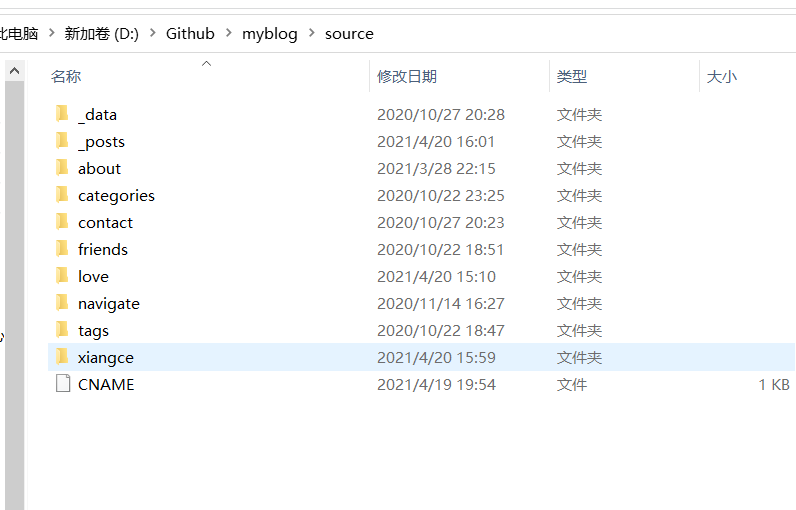 此电脑 > 新加卷 (D:) > Github > myblog > source
名称 修改日期 类型 大小
_data 2020/10/27 20:28 文件夹
_posts 2021/4/20 16:01 文件夹
about 2021/3/28 22:15 文件夹
categories 2020/10/22 23:25 文件夹
contact 2020/10/27 20:23 文件夹
friends 2020/10/22 18:51 文件夹
love 2021/4/20 15:10 文件夹
navigate 2020/11/14 16:27 文件夹
tags 2020/10/22 18:47 文件夹
xiangce 2021/4/20 15:59 文件夹
CNAME 2021/4/19 19:54 文件 1 KB